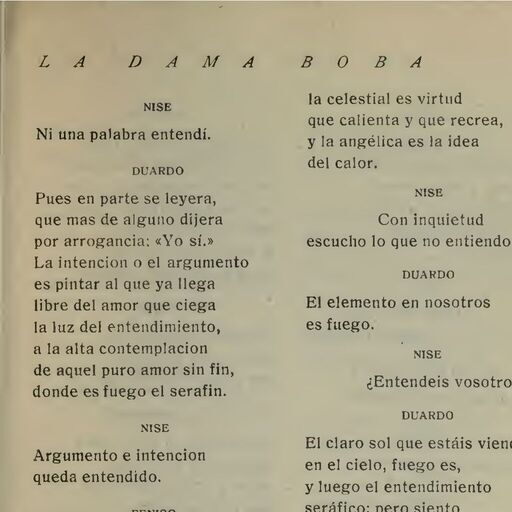 LA DAMA BOBA
NISE
Ni una palabra entendí.
DUARDO
Pues en parte se leyera,
que mas de alguno dijera
por arrogancia: «Yo sí.»
La intencion o el argumento
es pintar al que ya llega
libre del amor que ciega
la luz del entendimiento,
a la alta contemplacion
de aquel puro amor sin fin,
donde es fuego el serafin.
NISE
Argumento e intencion
queda entendido.
la celestial es virtud
que calienta y que recrea,
y la angélica es la idea
del calor.
NISE
Con inquietud
escucho lo que no entiendo
DUARDO
El elemento en nosotros
es fuego.
NISE
¿Entendeis vosotro
DUARDO
El claro sol que estáis vien
en el cielo, fuego es,
y luego el entendimiento
seráfico; pero siento